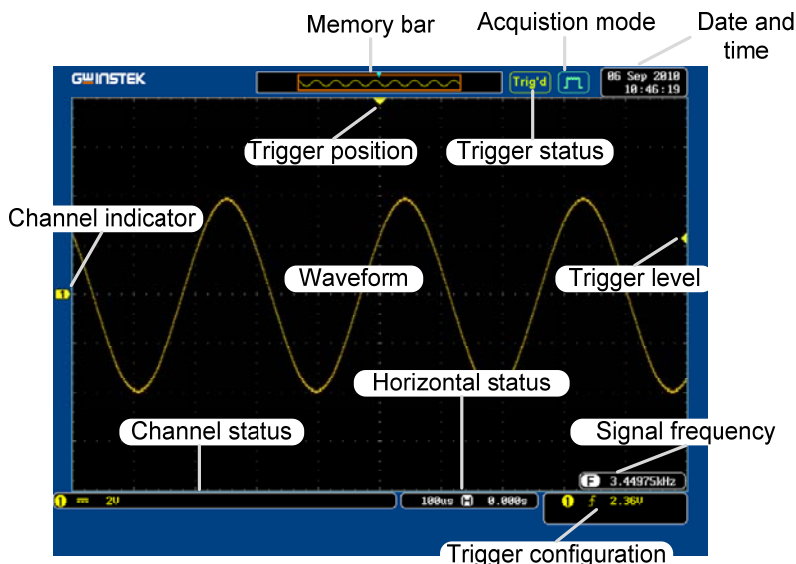 Memory bar
Acquistion mode
Date and
time
GWINSTEK
Trig'd
06 Sep 2010
10:46:19
Trigger position
Trigger status
Channel indicator
Waveform
Trigger level
1
Horizontal status
Channel status
Signal frequency
F 3.44975kHz
1 2V
100us H 0.000s
1 2.36V
Trigger configuration